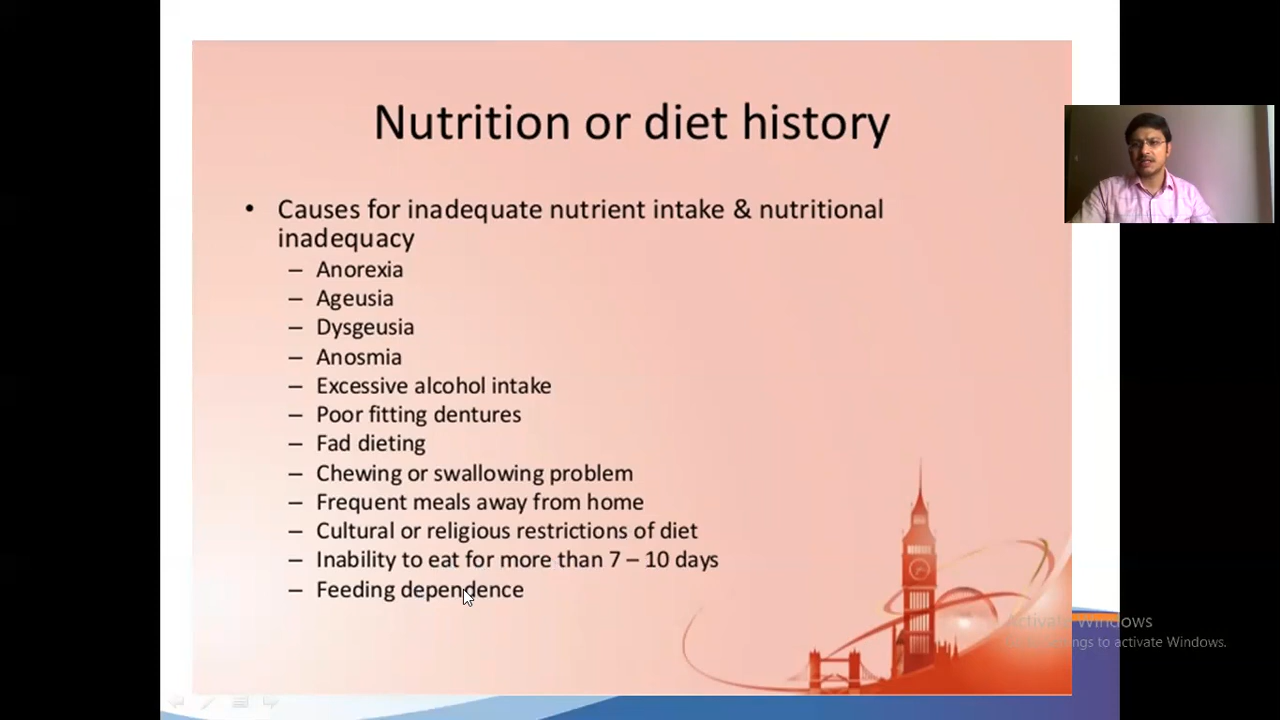 Nutrition or diet history
• Causes for inadequate nutrient intake & nutritional
inadequacy
– Anorexia
– Ageusia
– Dysgeusia
– Anosmia
– Excessive alcohol intake
– Poor fitting dentures
– Fad dieting
– Chewing or swallowing problem
– Frequent meals away from home
– Cultural or religious restrictions of diet
– Inability to eat for more than 7 – 10 days
– Feeding dependence
Activate Windows
to activate Windows.